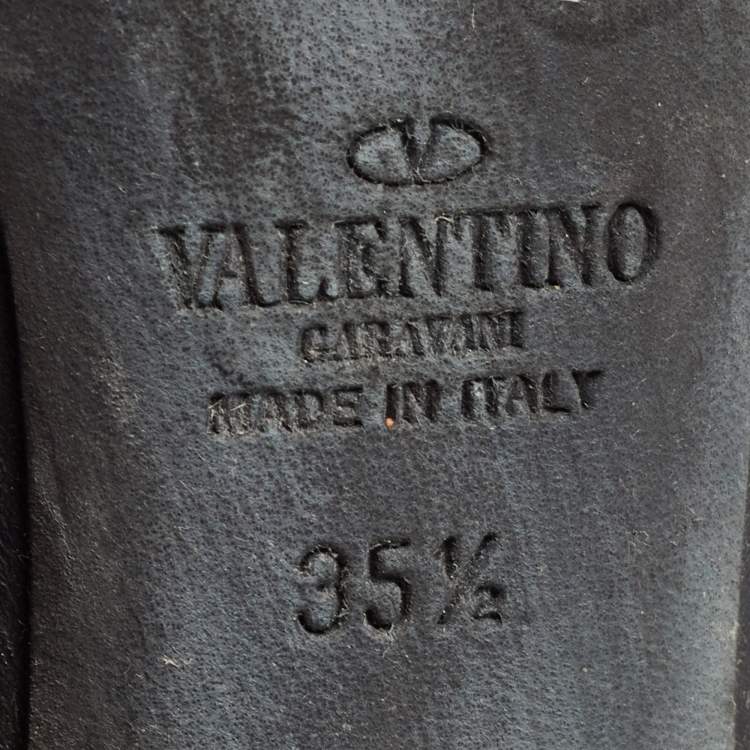 V
VALENTINO
GARAVANI
MADE IN ITALY
35½